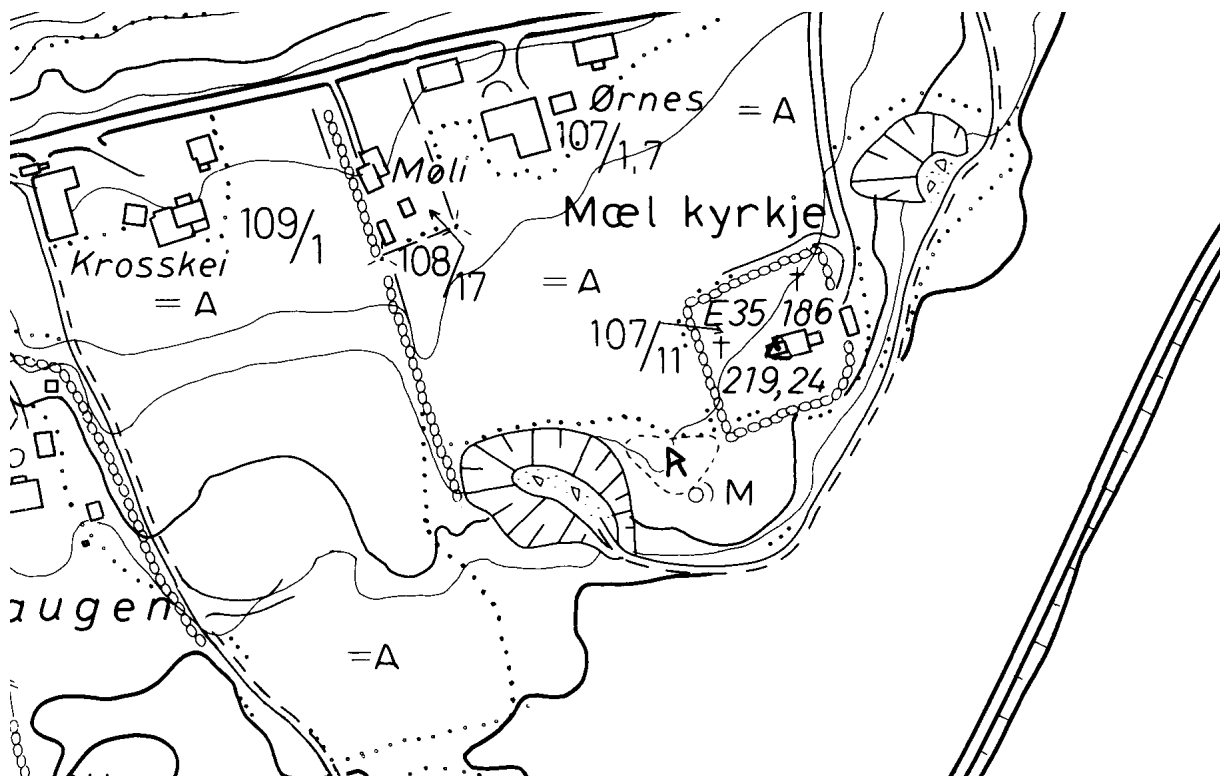 Ørnes
107/1,7
= A
Møli
109/1
Mæl kyrkje
Krosskei
108/17
= A
= A
E35 186
107/11
219,24
R
M
augen
= A